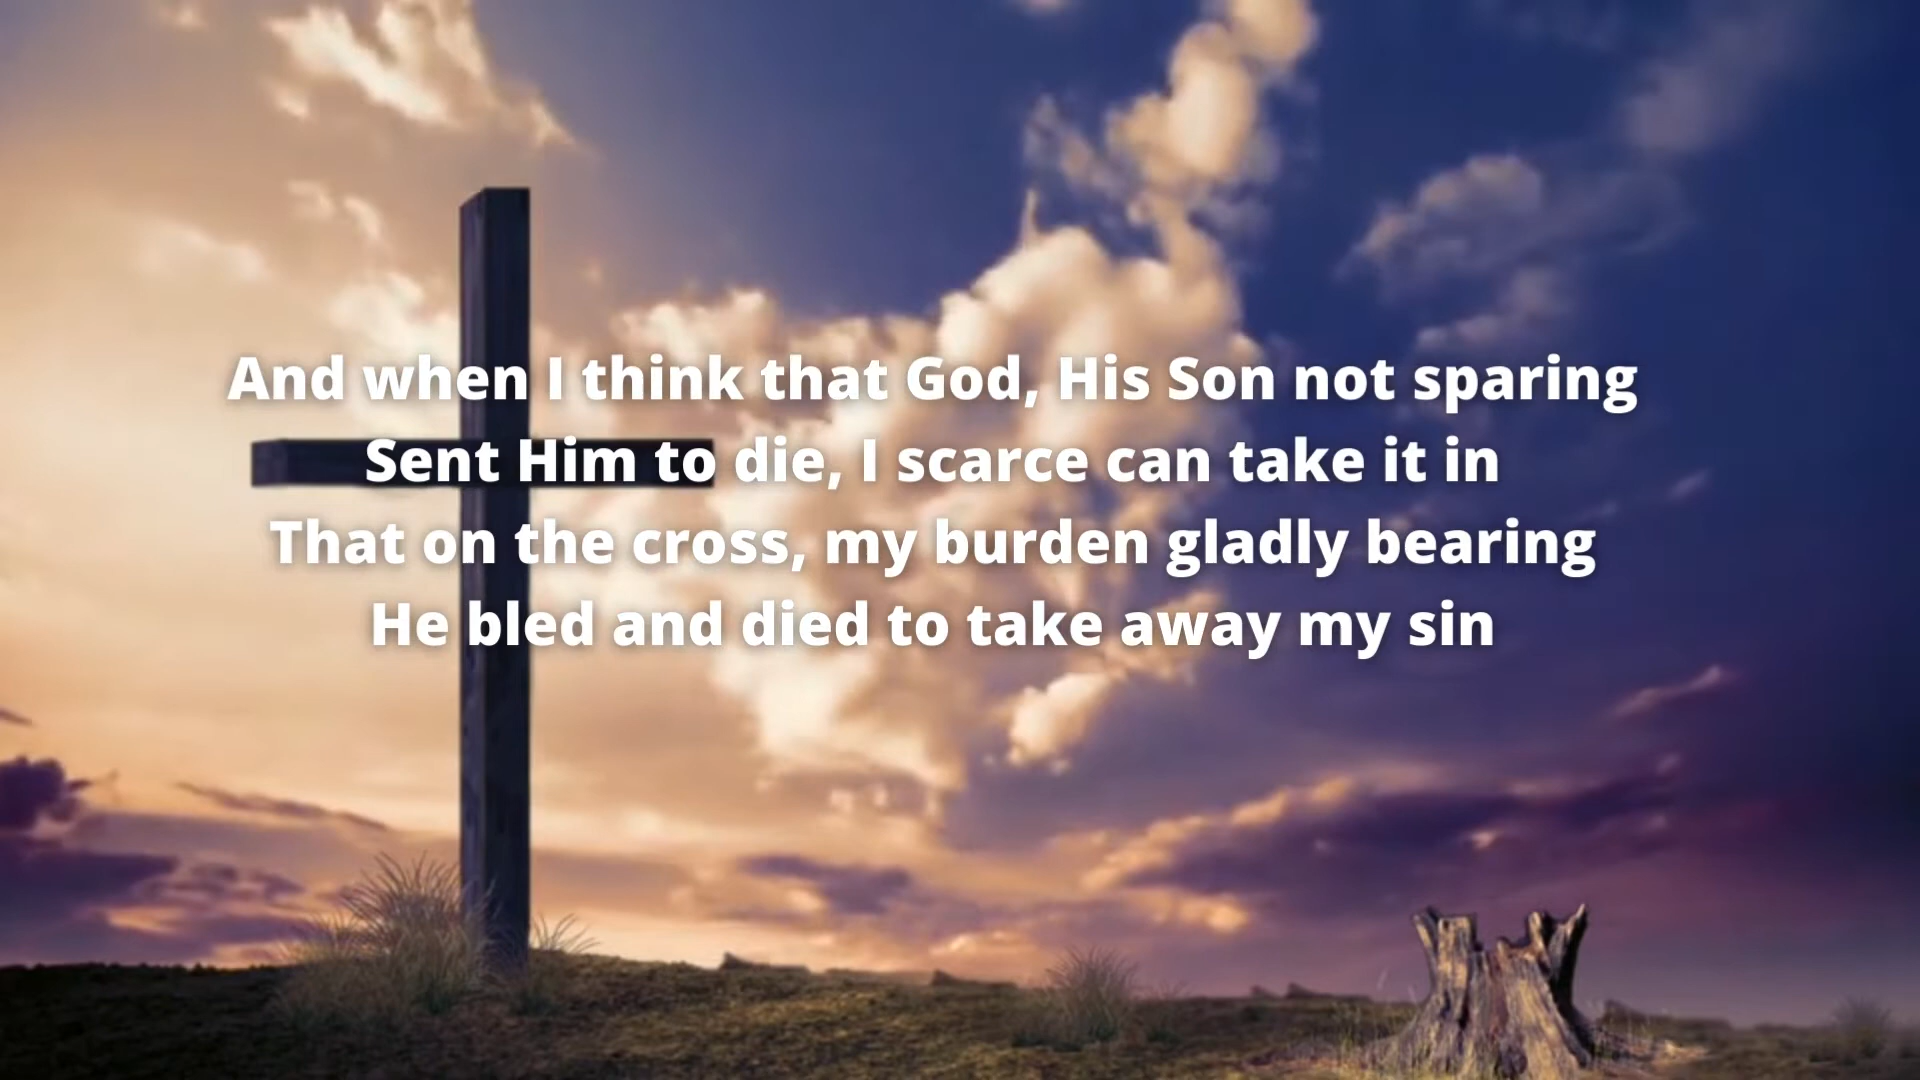 And when I think that God, His Son not sparing
Sent Him to die, I scarce can take it in
That on the cross, my burden gladly bearing
He bled and died to take away my sin